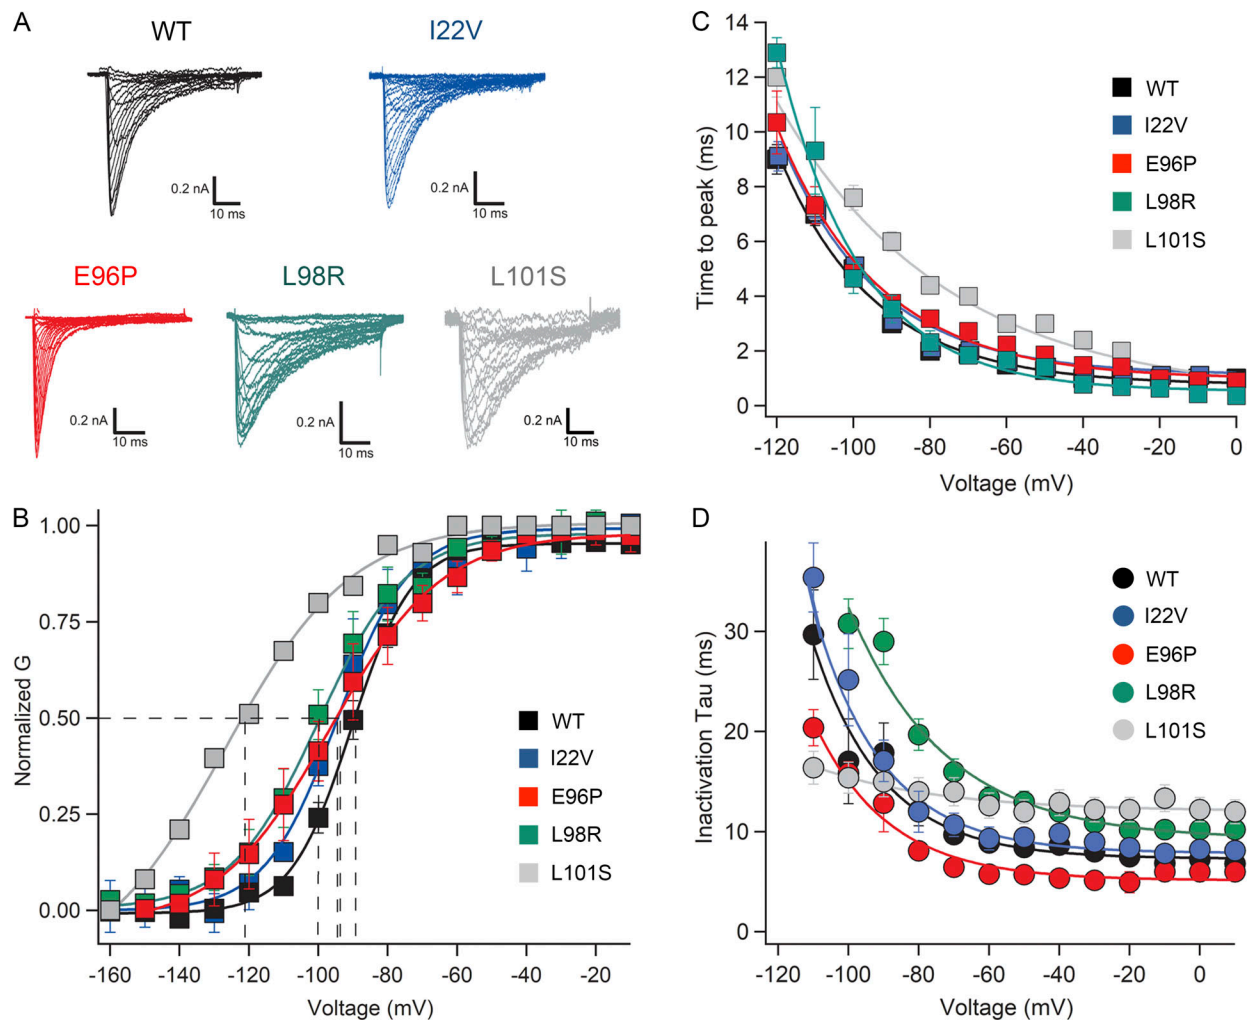 A
WT
I22V
0.2 nA
10 ms
0.2 nA
10 ms
E96P
L98R
L101S
0.2 nA
10 ms
0.2 nA
10 ms
0.2 nA
10 ms
B
Normalized G
1.00
0.75
0.50
0.25
0.00
-160
-140
-120
-100
-80
-60
-40
-20
Voltage (mV)
WT
I22V
E96P
L98R
L101S
C
Time to peak (ms)
14
12
10
8
6
4
2
0
-120
-100
-80
-60
-40
-20
0
Voltage (mV)
WT
I22V
E96P
L98R
L101S
D
Inactivation Tau (ms)
30
20
10
0
-120
-100
-80
-60
-40
-20
0
Voltage (mV)
WT
I22V
E96P
L98R
L101S